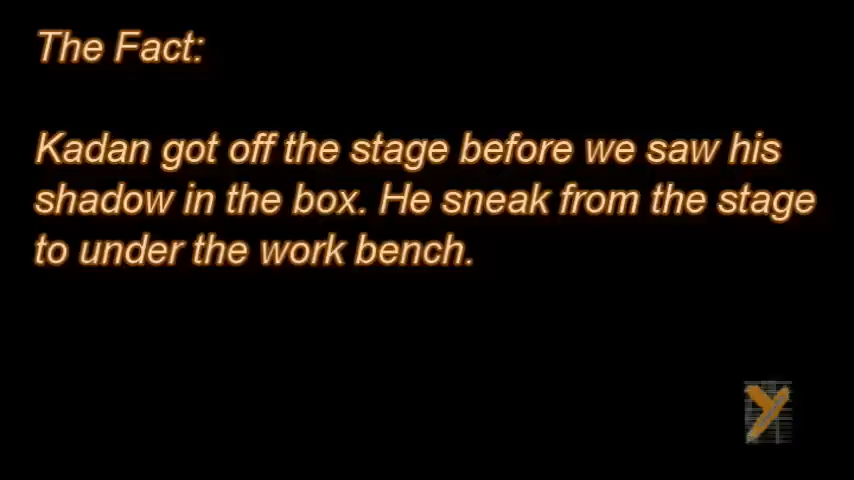 The Fact:
Kadan got off the stage before we saw his
shadow in the box. He sneak from the stage
to under the work bench.
Y